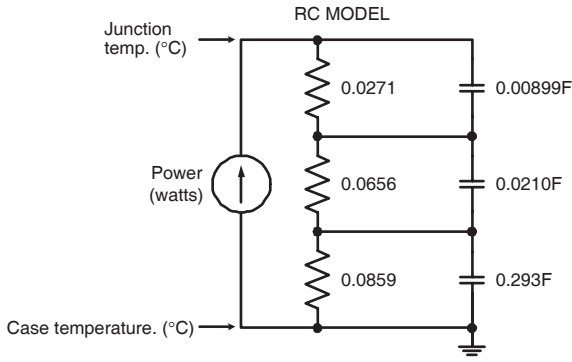 RC MODEL
Junction
temp. (°C)
0.0271
0.00899F
Power
(watts)
0.0656
0.0210F
0.0859
0.293F
Case temperature. (°C)